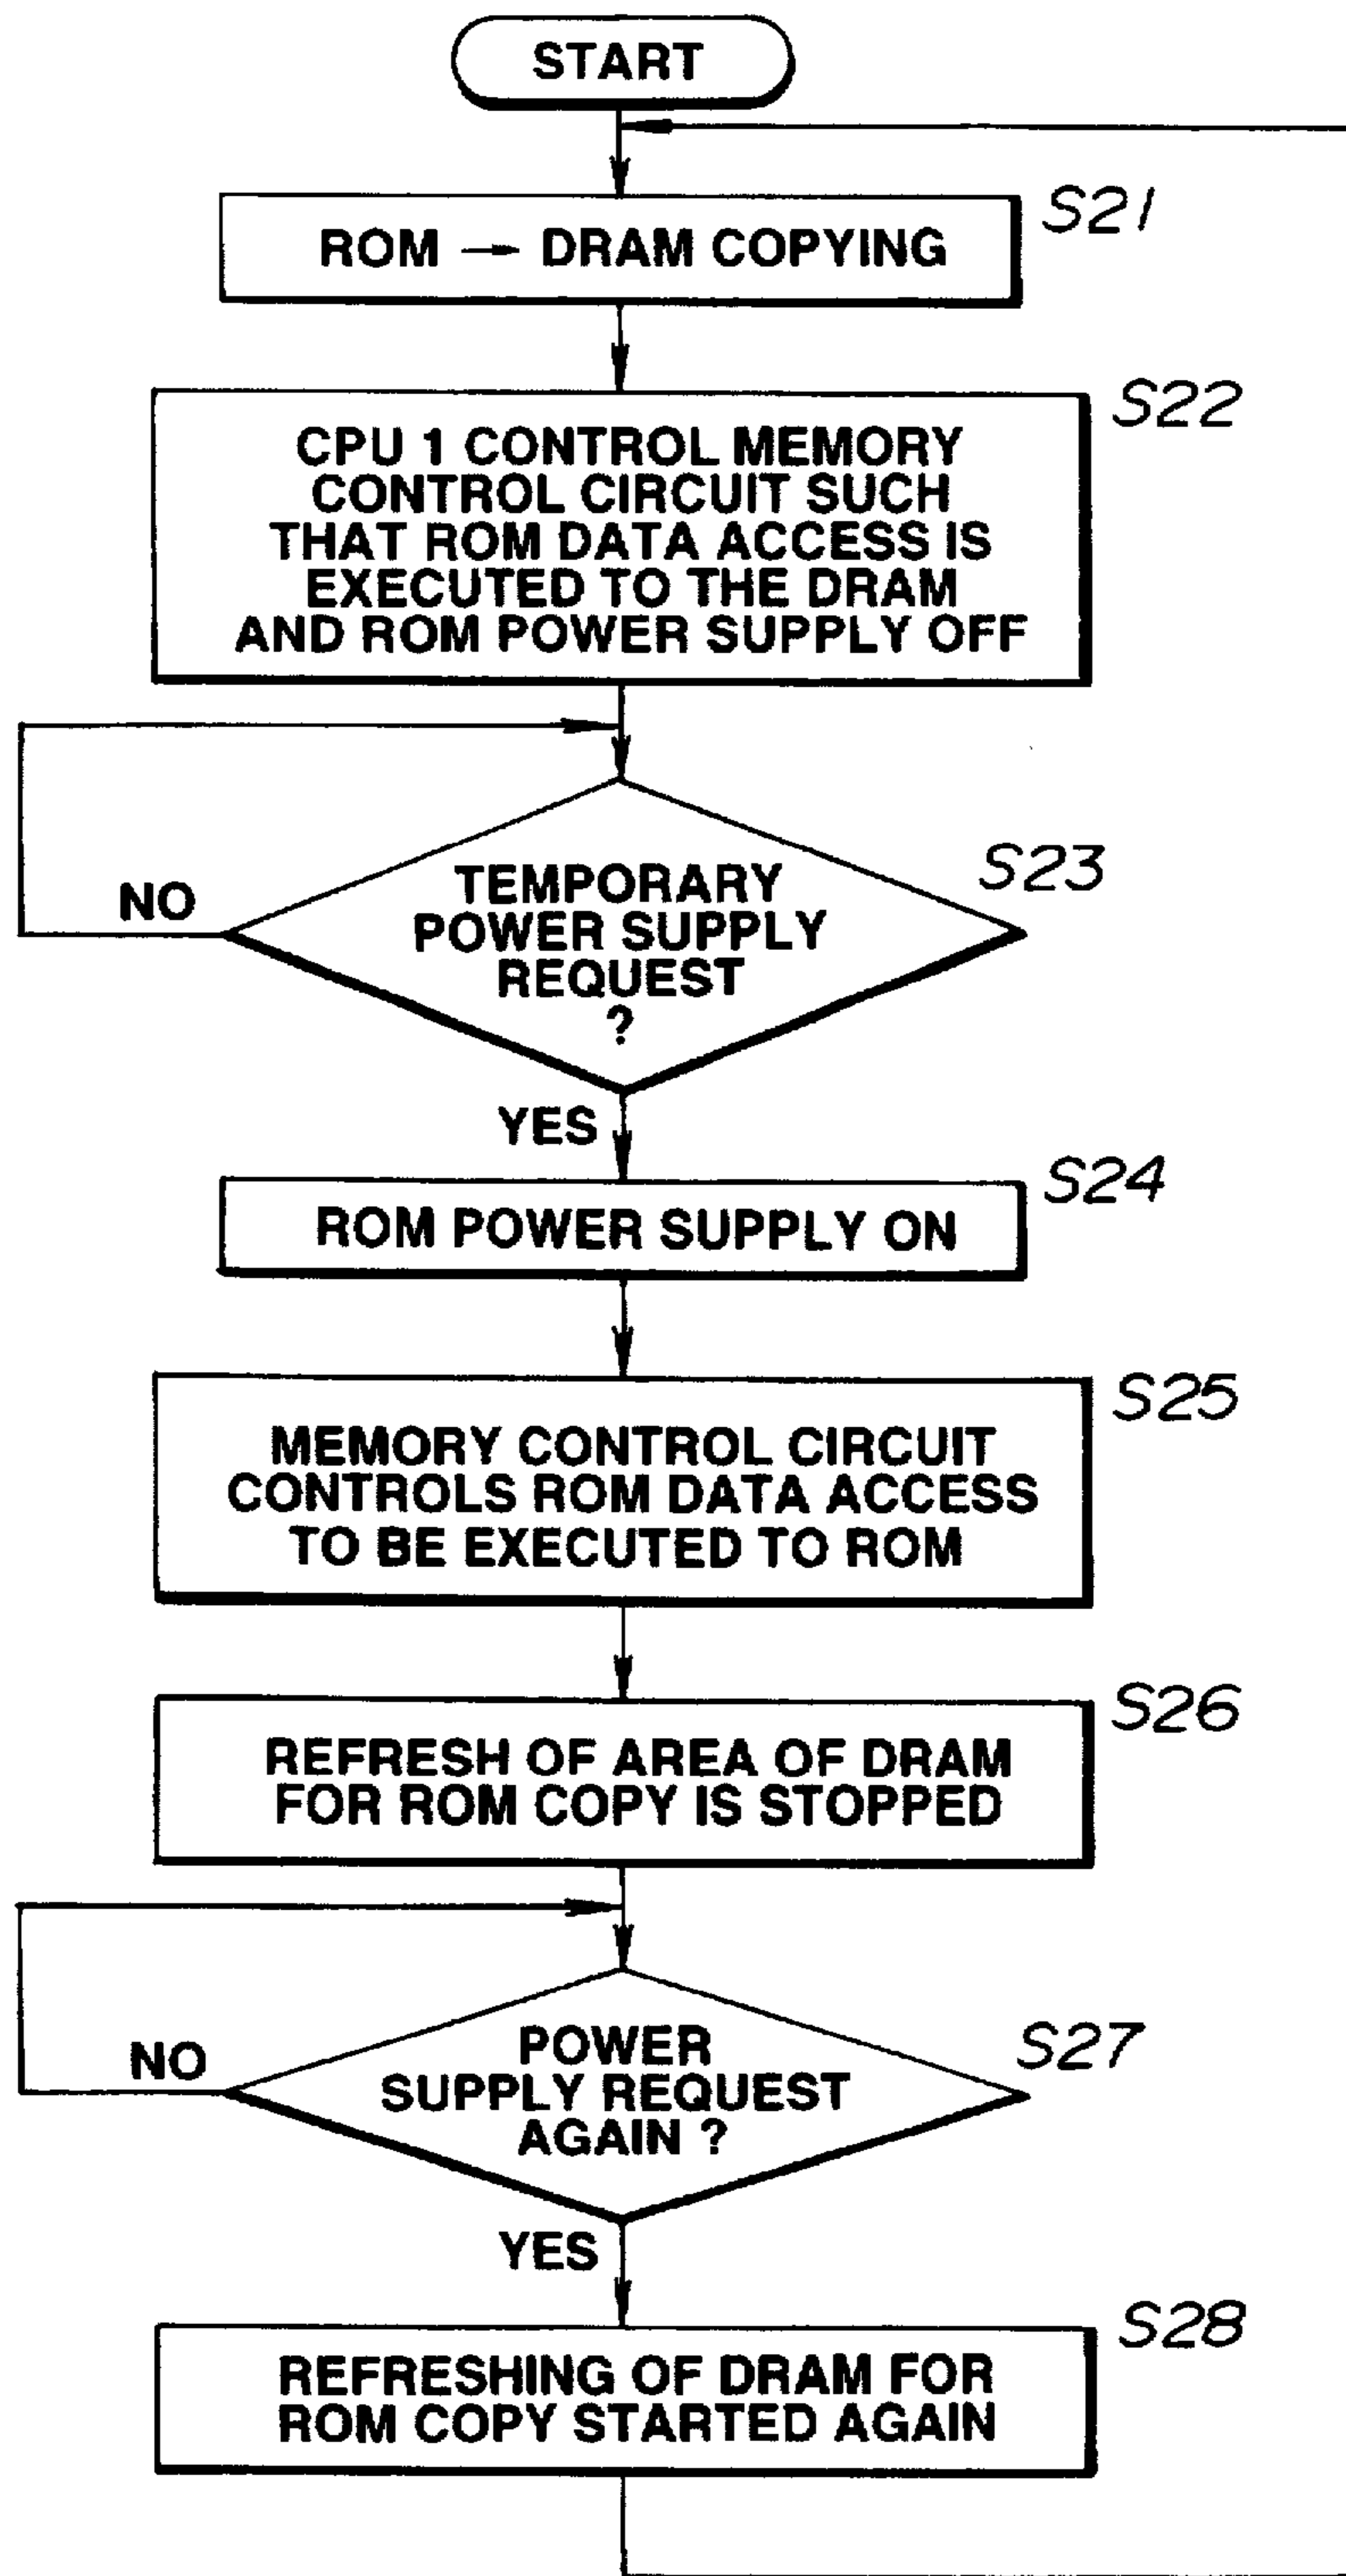 START
S21
ROM → DRAM COPYING
S22
CPU 1 CONTROL MEMORY
CONTROL CIRCUIT SUCH
THAT ROM DATA ACCESS IS
EXECUTED TO THE DRAM
AND ROM POWER SUPPLY OFF
S23
TEMPORARY
POWER SUPPLY
REQUEST
?
NO
YES
S24
ROM POWER SUPPLY ON
S25
MEMORY CONTROL CIRCUIT
CONTROLS ROM DATA ACCESS
TO BE EXECUTED TO ROM
S26
REFRESH OF AREA OF DRAM
FOR ROM COPY IS STOPPED
S27
POWER
SUPPLY REQUEST
AGAIN ?
NO
YES
S28
REFRESHING OF DRAM FOR
ROM COPY STARTED AGAIN